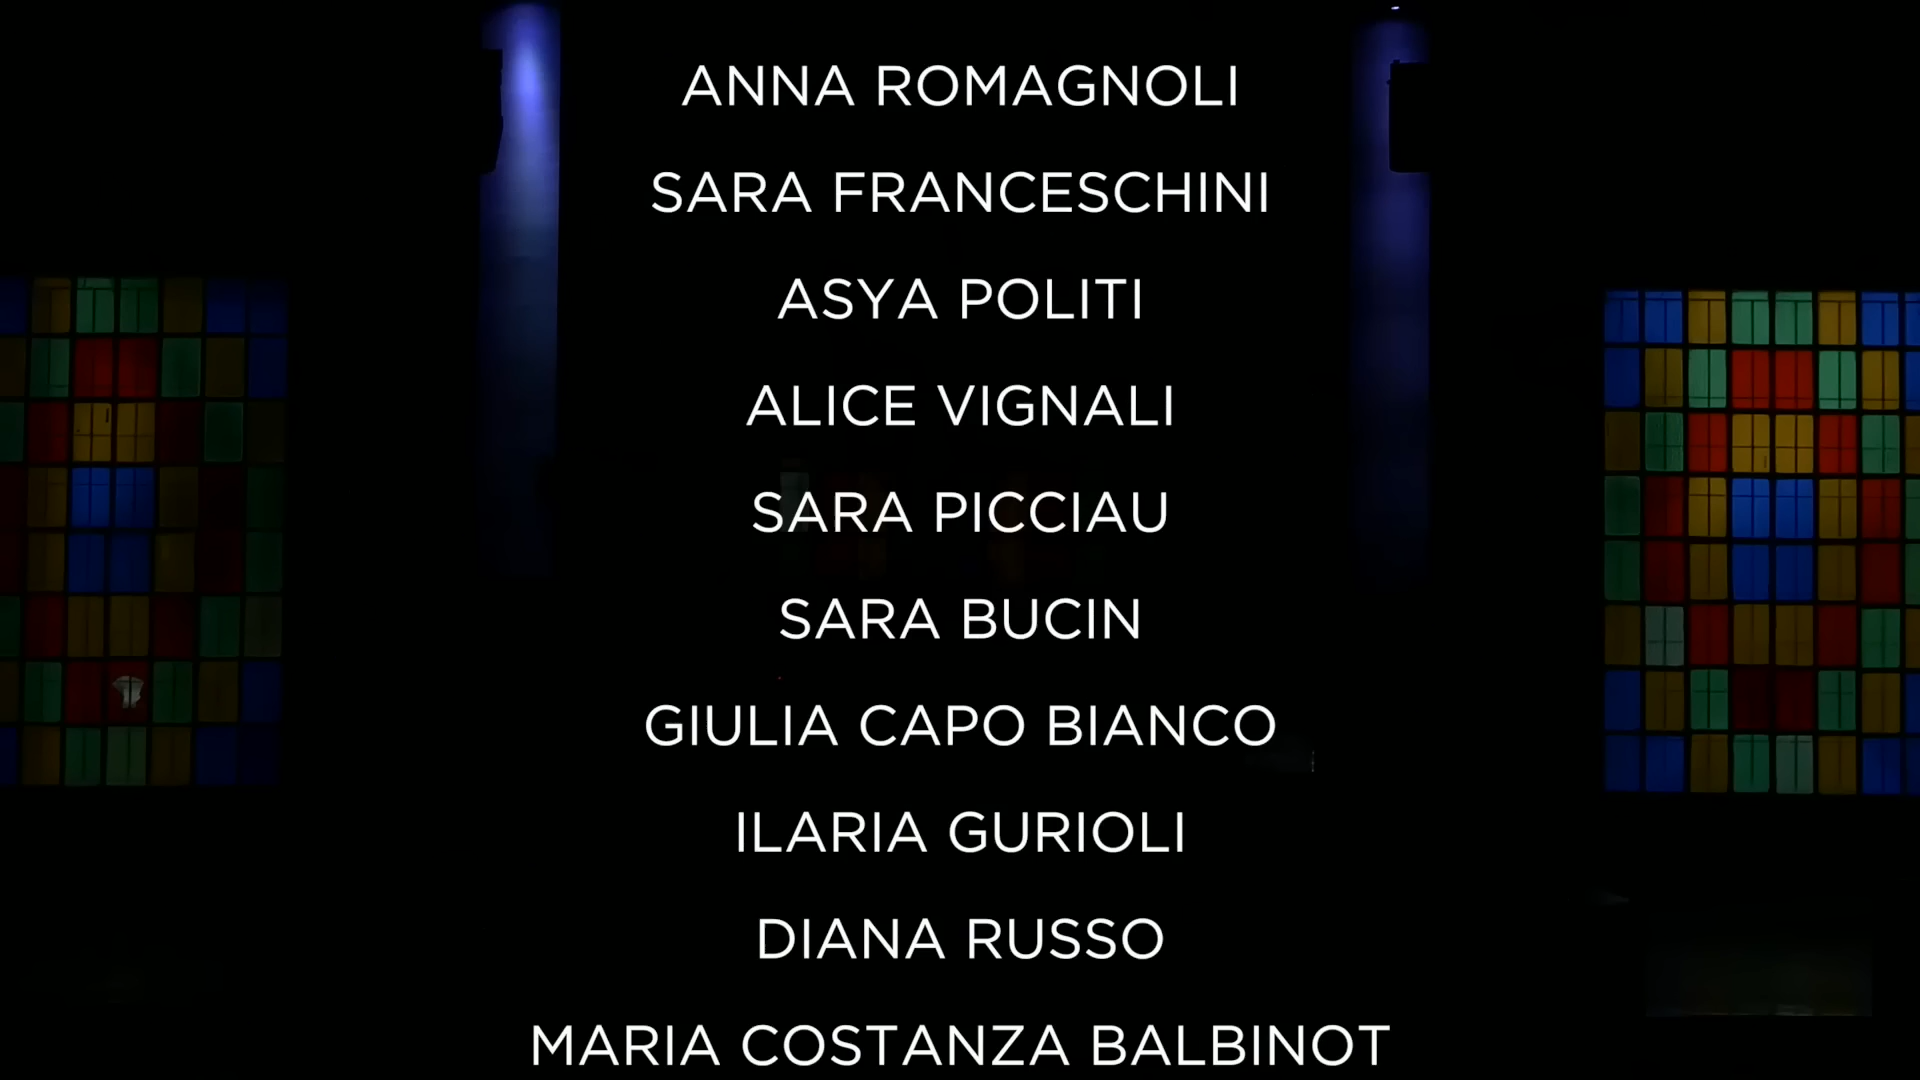 ANNA ROMAGNOLI
SARA FRANCESCHINI
ASYA POLITI
ALICE VIGNALI
SARA PICCIAU
SARA BUCIN
GIULIA CAPO BIANCO
ILARIA GURIOLI
DIANA RUSSO
MARIA COSTANZA BALBINOT